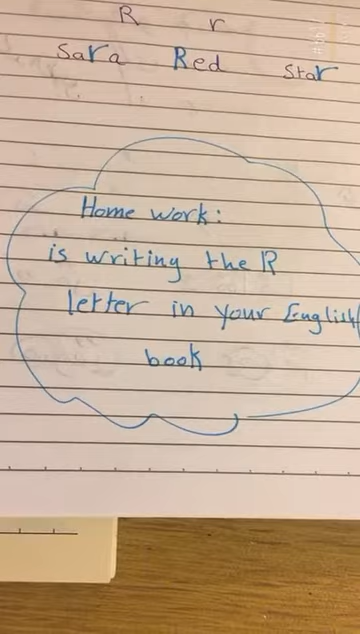 R r
Sara Red Star
Home work:
is writing the R
letter in your English
book